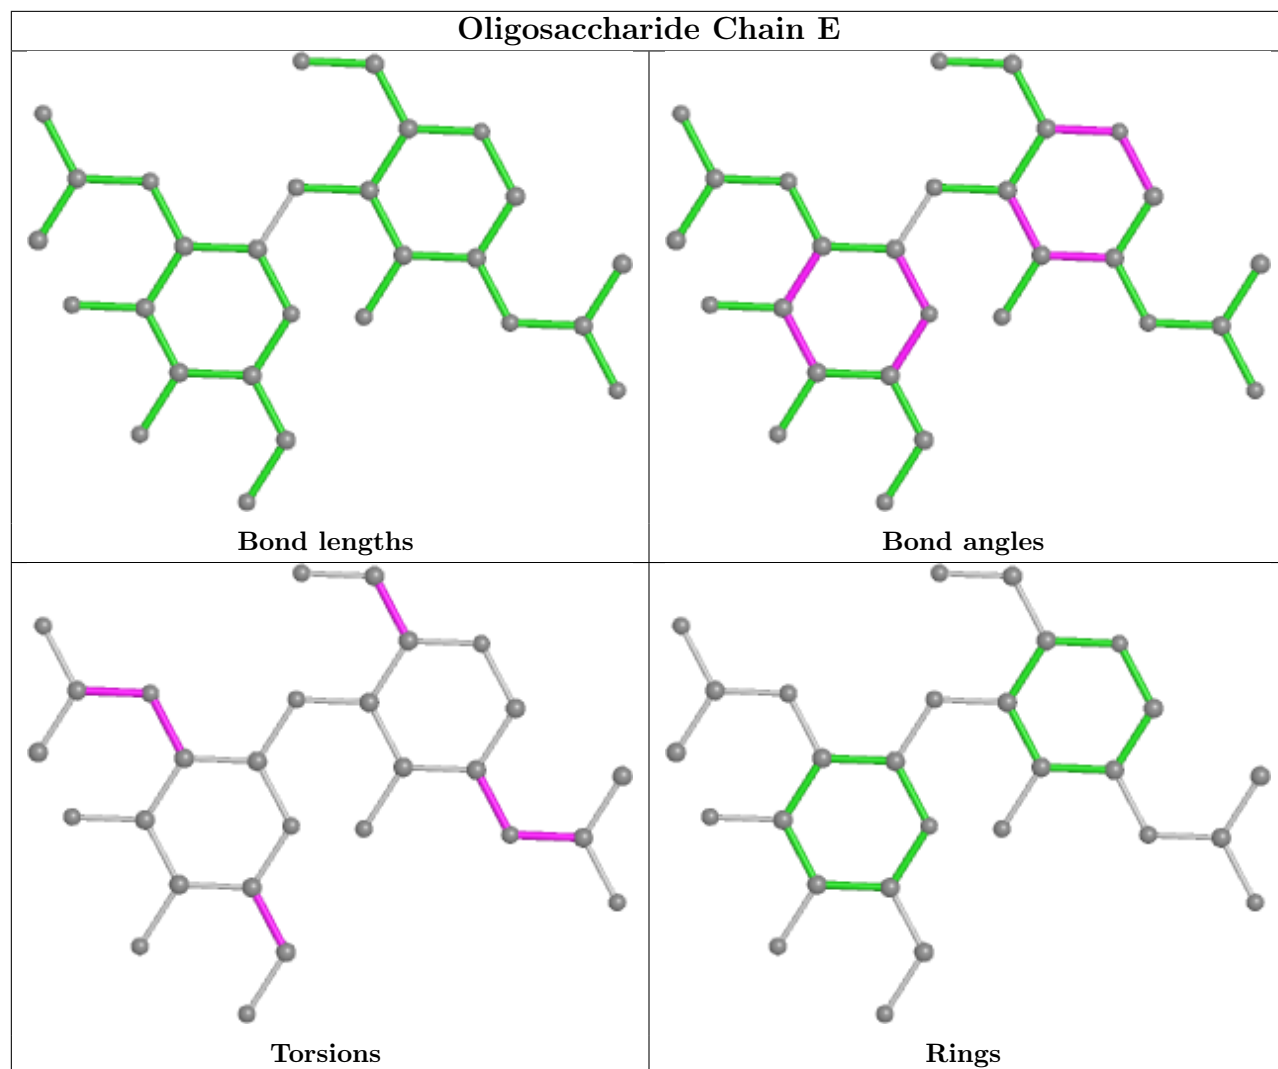 Oligosaccharide Chain E
Bond lengths
Bond angles
Torsions
Rings